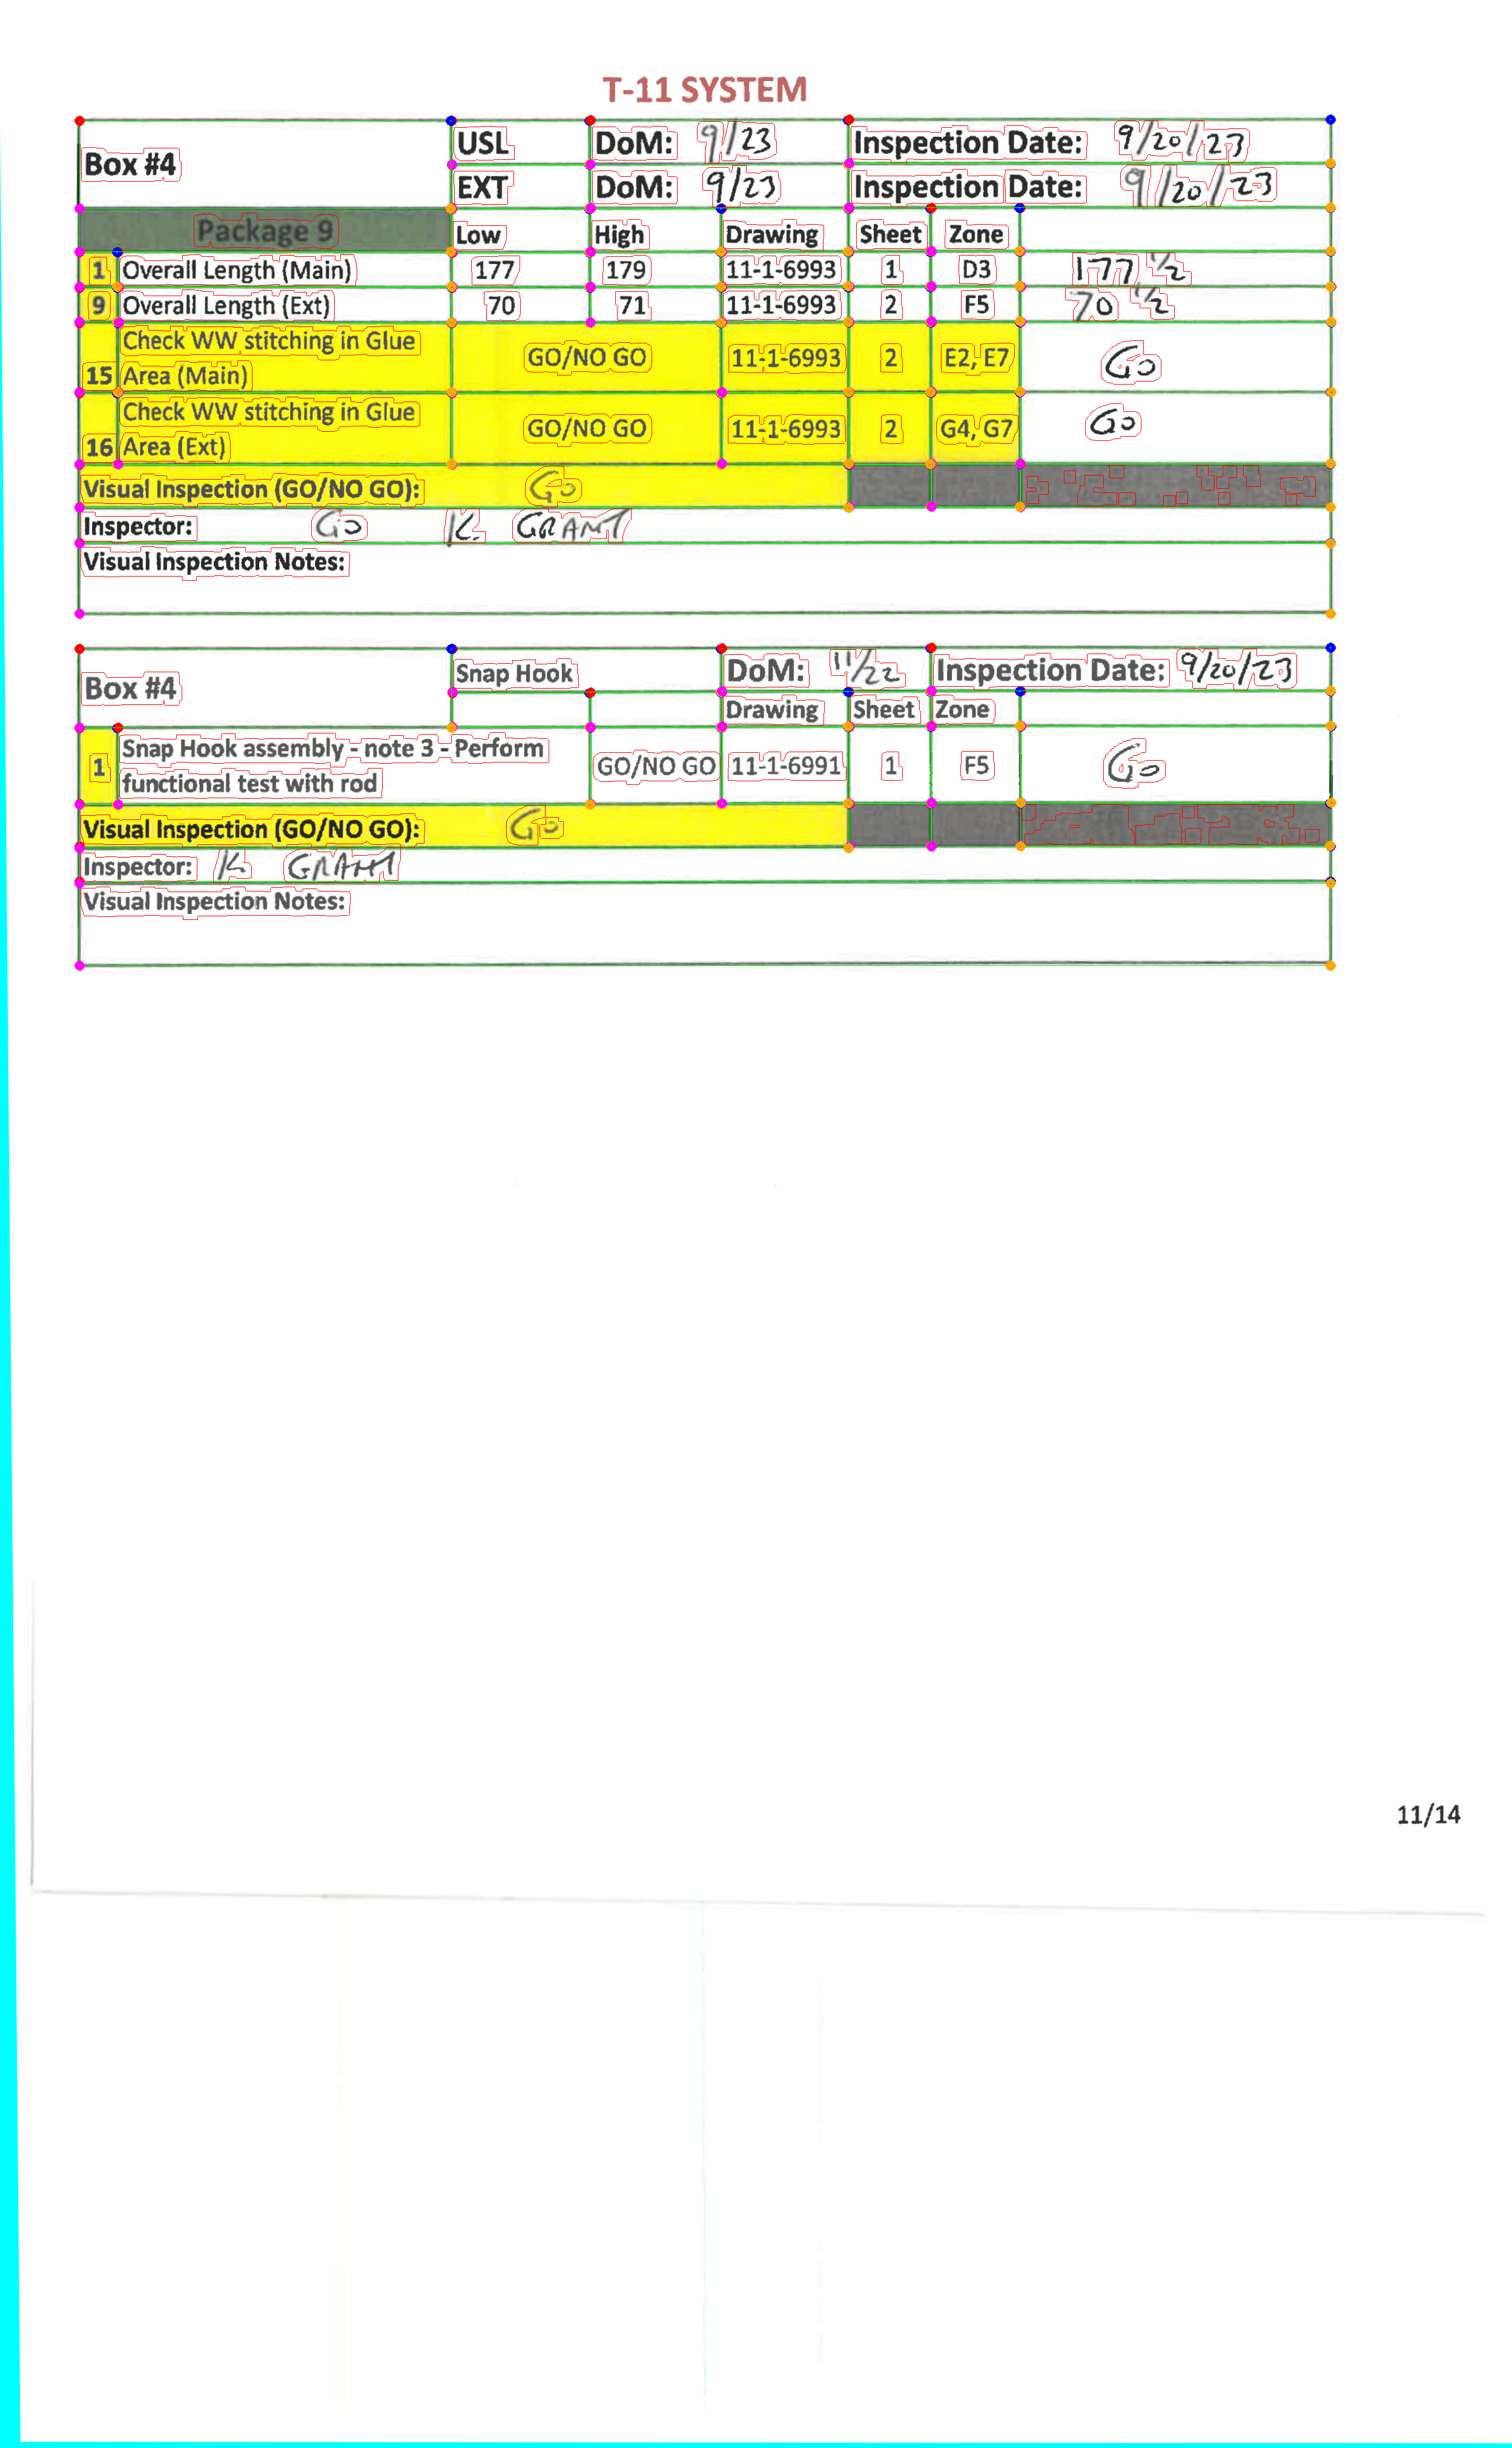 T-11 SYSTEM
Box #4 USL DoM: 9/23 Inspection Date: 9/20/23
EXT DoM: 9/23 Inspection Date: 9/20/23
Package 9 Low High Drawing Sheet Zone
1 Overall Length (Main) 177 179 11-1-6993 1 D3 177 1/2
9 Overall Length (Ext) 70 71 11-1-6993 2 F5 70 1/2
Check WW stitching in Glue
15 Area (Main) GO/NO GO 11-1-6993 2 E2, E7 GO
Check WW stitching in Glue
16 Area (Ext) GO/NO GO 11-1-6993 2 G4, G7 GO
Visual Inspection (GO/NO GO): GO
Inspector: GO K. GRANT
Visual Inspection Notes:
Box #4 Snap Hook DoM: 11/22 Inspection Date: 9/20/23
Drawing Sheet Zone
1 Snap Hook assembly - note 3 - Perform
functional test with rod GO/NO GO 11-1-6991 1 F5 GO
Visual Inspection (GO/NO GO): GO
Inspector: K. GRANT
Visual Inspection Notes:
11/14